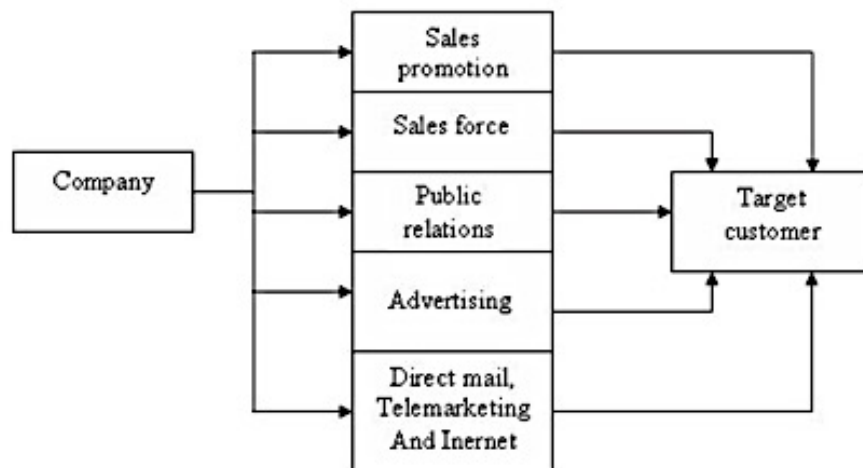 Sales
promotion
Sales force
Company
Public
relations
Target
customer
Advertising
Direct mail,
Telemarketing
And Inernet